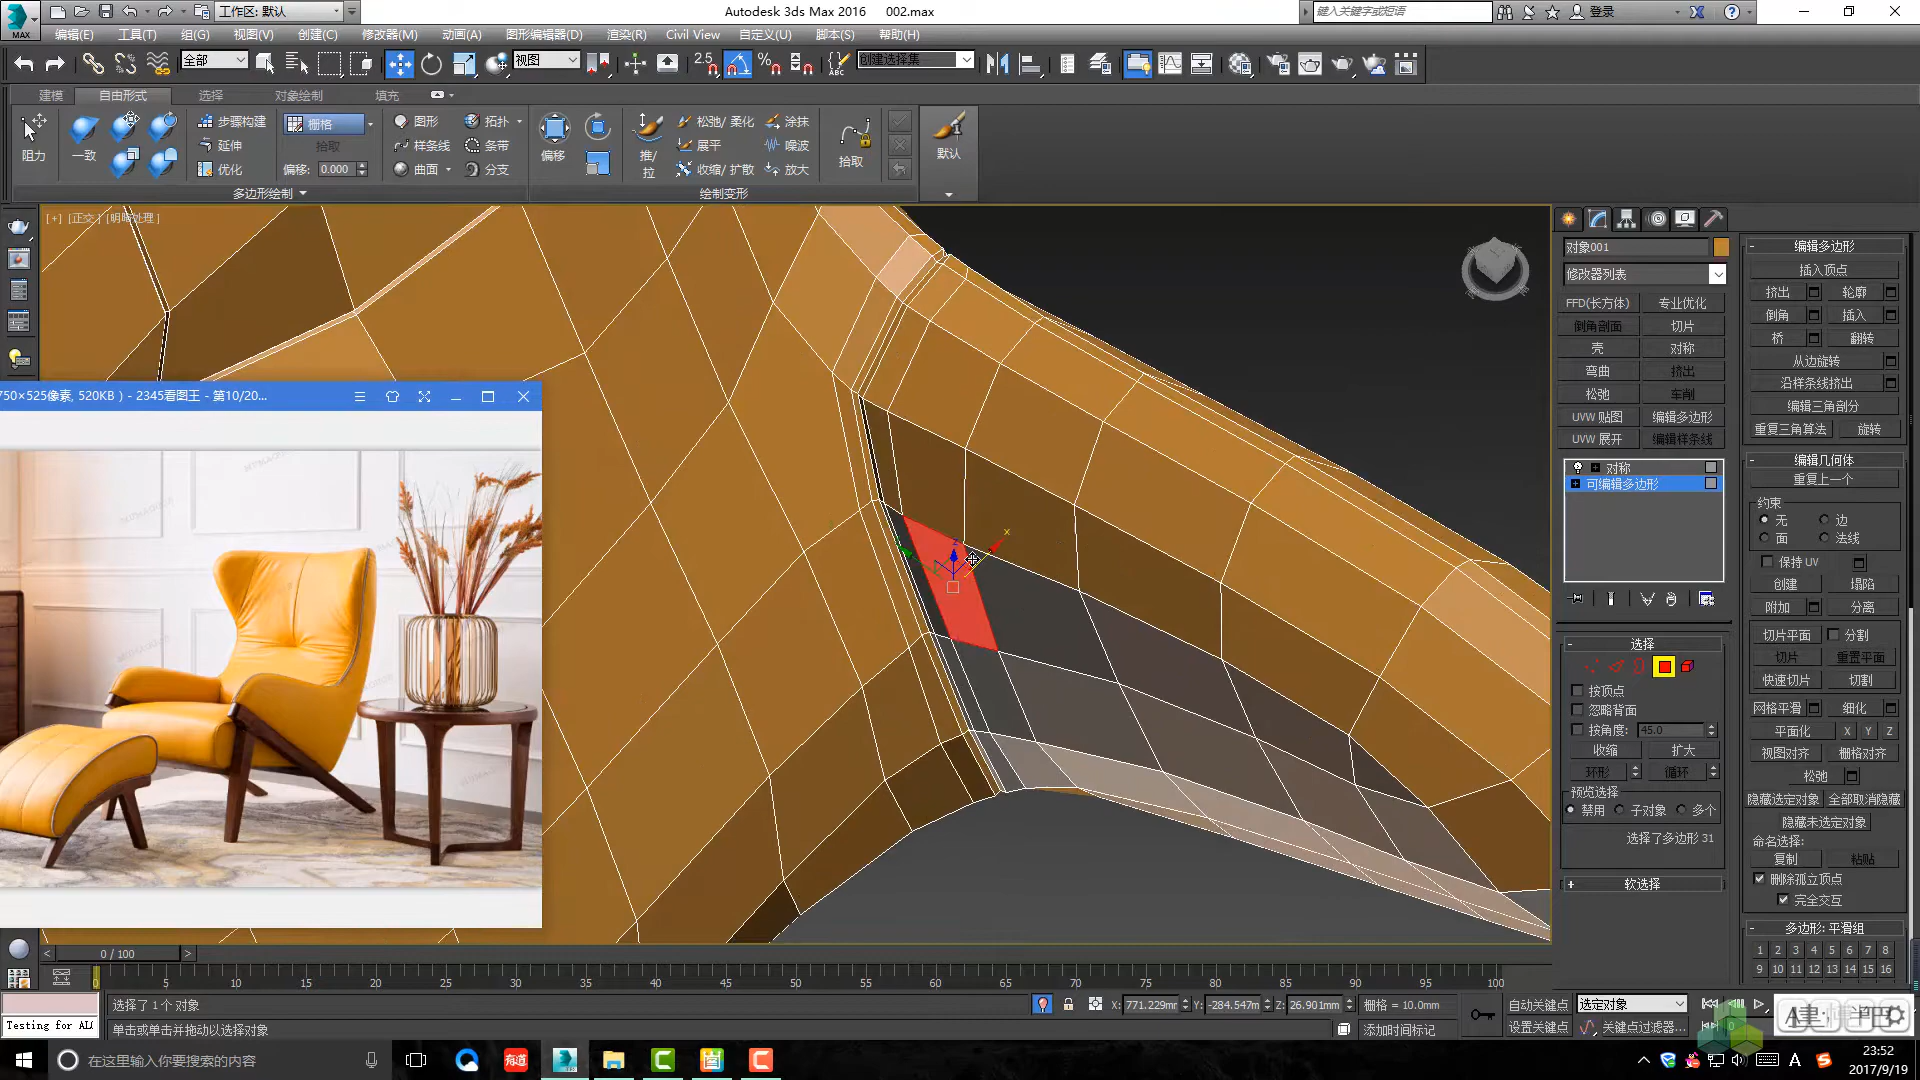 工作区: 默认
Autodesk 3ds Max 2016 002.max
键入关键字或短语
登录
MAX
编辑(E) 工具(T) 组(G) 视图(V) 创建(C) 修改器(M) 动画(A) 图形编辑器(D) 渲染(R) Civil View 自定义(U) 脚本(S) 帮助(H)
全部
视图
2.5
ABC
创建选择集
建模 自由形式 选择 对象绘制 填充
阻力
一致
步骤构建
延伸
优化
栅格
拾取
偏移: 0.000
图形
样条线
曲面
拓扑
条带
分支
偏移
推/
拉
松弛/ 柔化
展平
收缩/ 扩散
涂抹
噪波
放大
拾取
默认
多边形绘制
绘制变形
[+] [正交] [明暗处理]
750×525像素, 520KB ) - 2345看图王 - 第10/20...
x
z
对象001
修改器列表
FFD(长方体) 专业优化
倒角剖面 切片
壳 对称
弯曲 挤出
松弛 车削
UVW 贴图 编辑多边形
UVW 展开 编辑样条线
对称
可编辑多边形
选择
按顶点
忽略背面
按角度: 45.0
收缩 扩大
环形 循环
预览选择
禁用 子对象 多个
选择了多边形 31
软选择
编辑多边形
插入顶点
挤出 轮廓
倒角 插入
桥 翻转
从边旋转
沿样条线挤出
编辑三角剖分
重复三角算法 旋转
编辑几何体
重复上一个
约束
无 边
面 法线
保持 UV
创建 塌陷
附加 分离
切片平面 分割
切片 重置平面
快速切片 切割
网格平滑 细化
平面化 X Y Z
视图对齐 栅格对齐
松弛
隐藏选定对象 全部取消隐藏
隐藏未选定对象
命名选择:
复制 粘贴
删除孤立顶点
完全交互
多边形: 平滑组
1 2 3 4 5 6 7 8
9 10 11 12 13 14 15 16
< 0 / 100 >
0 5 10 15 20 25 30 35 40 45 50 55 60 65 70 75 80 85 90 95 100
选择了 1 个 对象
X: 771.229mm Y: -284.547m Z: 26.901mm 栅格 = 10.0mm
自动关键点 选定对象
Testing for ALi
单击或单击并拖动以选择对象
添加时间标记
设置关键点 关键点过滤器...
在这里输入你要搜索的内容
有道
A
23:52
2017/9/19